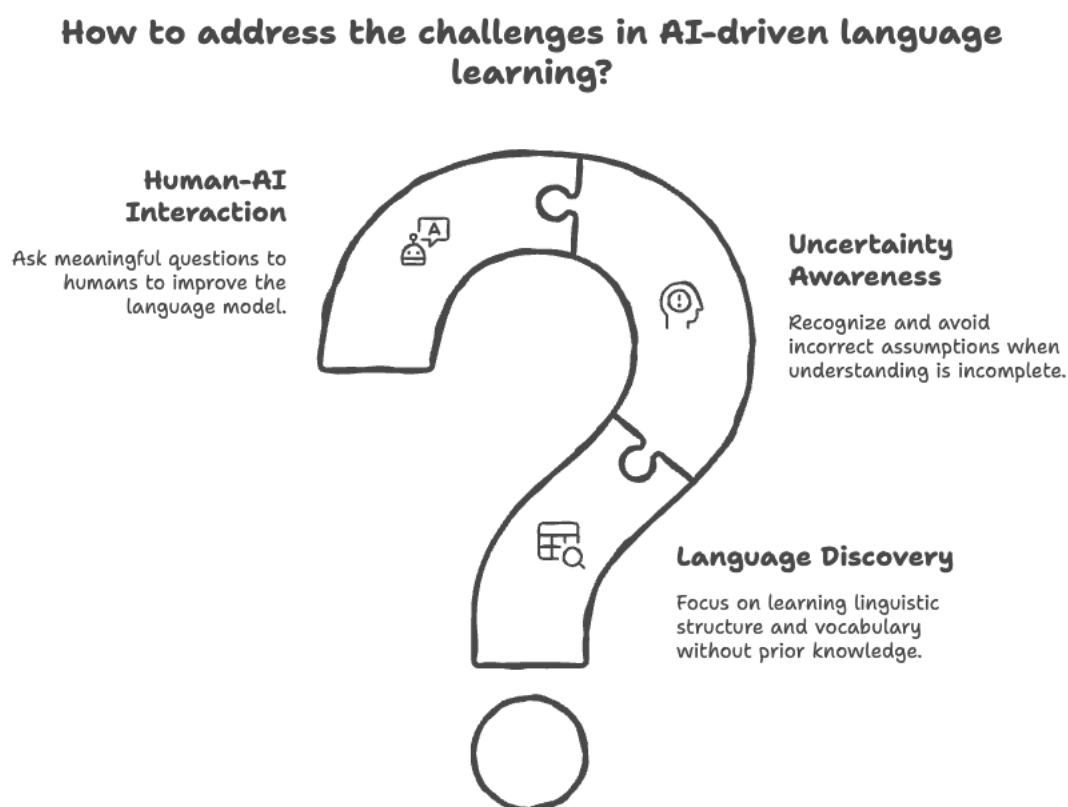 How to address the challenges in AI-driven language
learning?
Human-AI
Interaction
Ask meaningful questions to
humans to improve the
language model.
A
Uncertainty
Awareness
Recognize and avoid
incorrect assumptions when
understanding is incomplete.
Language Discovery
Focus on learning linguistic
structure and vocabulary
without prior knowledge.